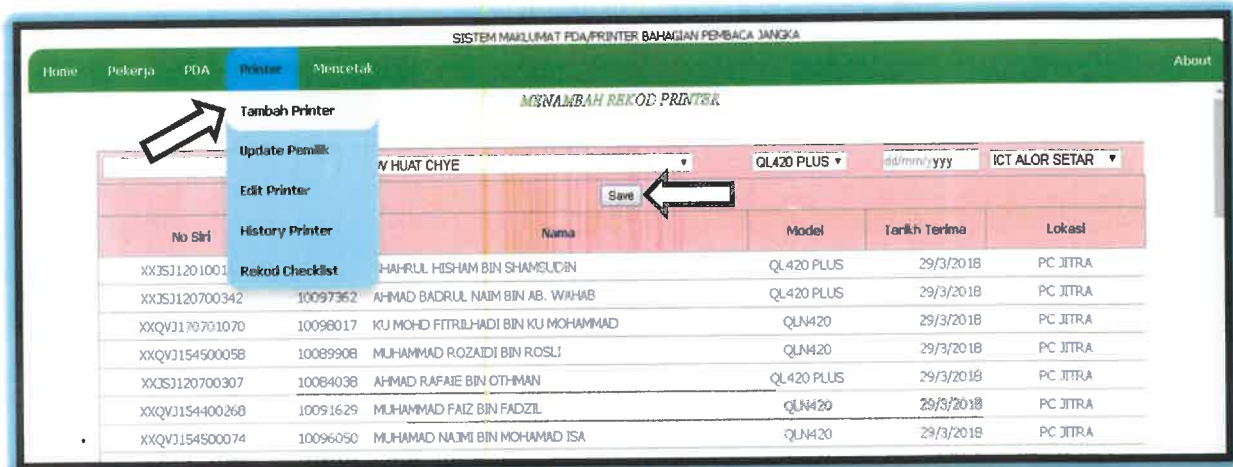 SISTEM MAKLUMAT PDA/PRINTER BAHAGIAN PEMBACA JANGKA
Home Pekerja PDA Printer Mencetak About
MENAMBAH REKOD PRINTER
Tambah Printer
Update Pemilik
Edit Printer
History Printer
Rekod Checklist
HUAT CHYE QL420 PLUS dd/mm/yyyy ICT ALOR SETAR
Save
No Siri Nama Model Tarikh Terima Lokasi
XXJSJ1201001 SHAHRUL HISHAM BIN SHAMSUDIN QL420 PLUS 29/3/2018 PC JITRA
XXJSJ120700342 10097362 AHMAD BADRUL NAIM BIN AB. WAHAB QL420 PLUS 29/3/2018 PC JITRA
XXQVJ170701070 10098017 KU MOHD FITRILHADI BIN KU MOHAMMAD QLN420 29/3/2018 PC JITRA
XXQVJ154500058 10089908 MUHAMMAD ROZAIDI BIN ROSLI QLN420 29/3/2018 PC JITRA
XXJSJ120700307 10084038 AHMAD RAFAIE BIN OTHMAN QL420 PLUS 29/3/2018 PC JITRA
XXQVJ154400268 10091629 MUHAMMAD FAIZ BIN FADZIL QLN420 29/3/2018 PC JITRA
XXQVJ154500074 10096050 MUHAMAD NAJMI BIN MOHAMAD ISA QLN420 29/3/2018 PC JITRA